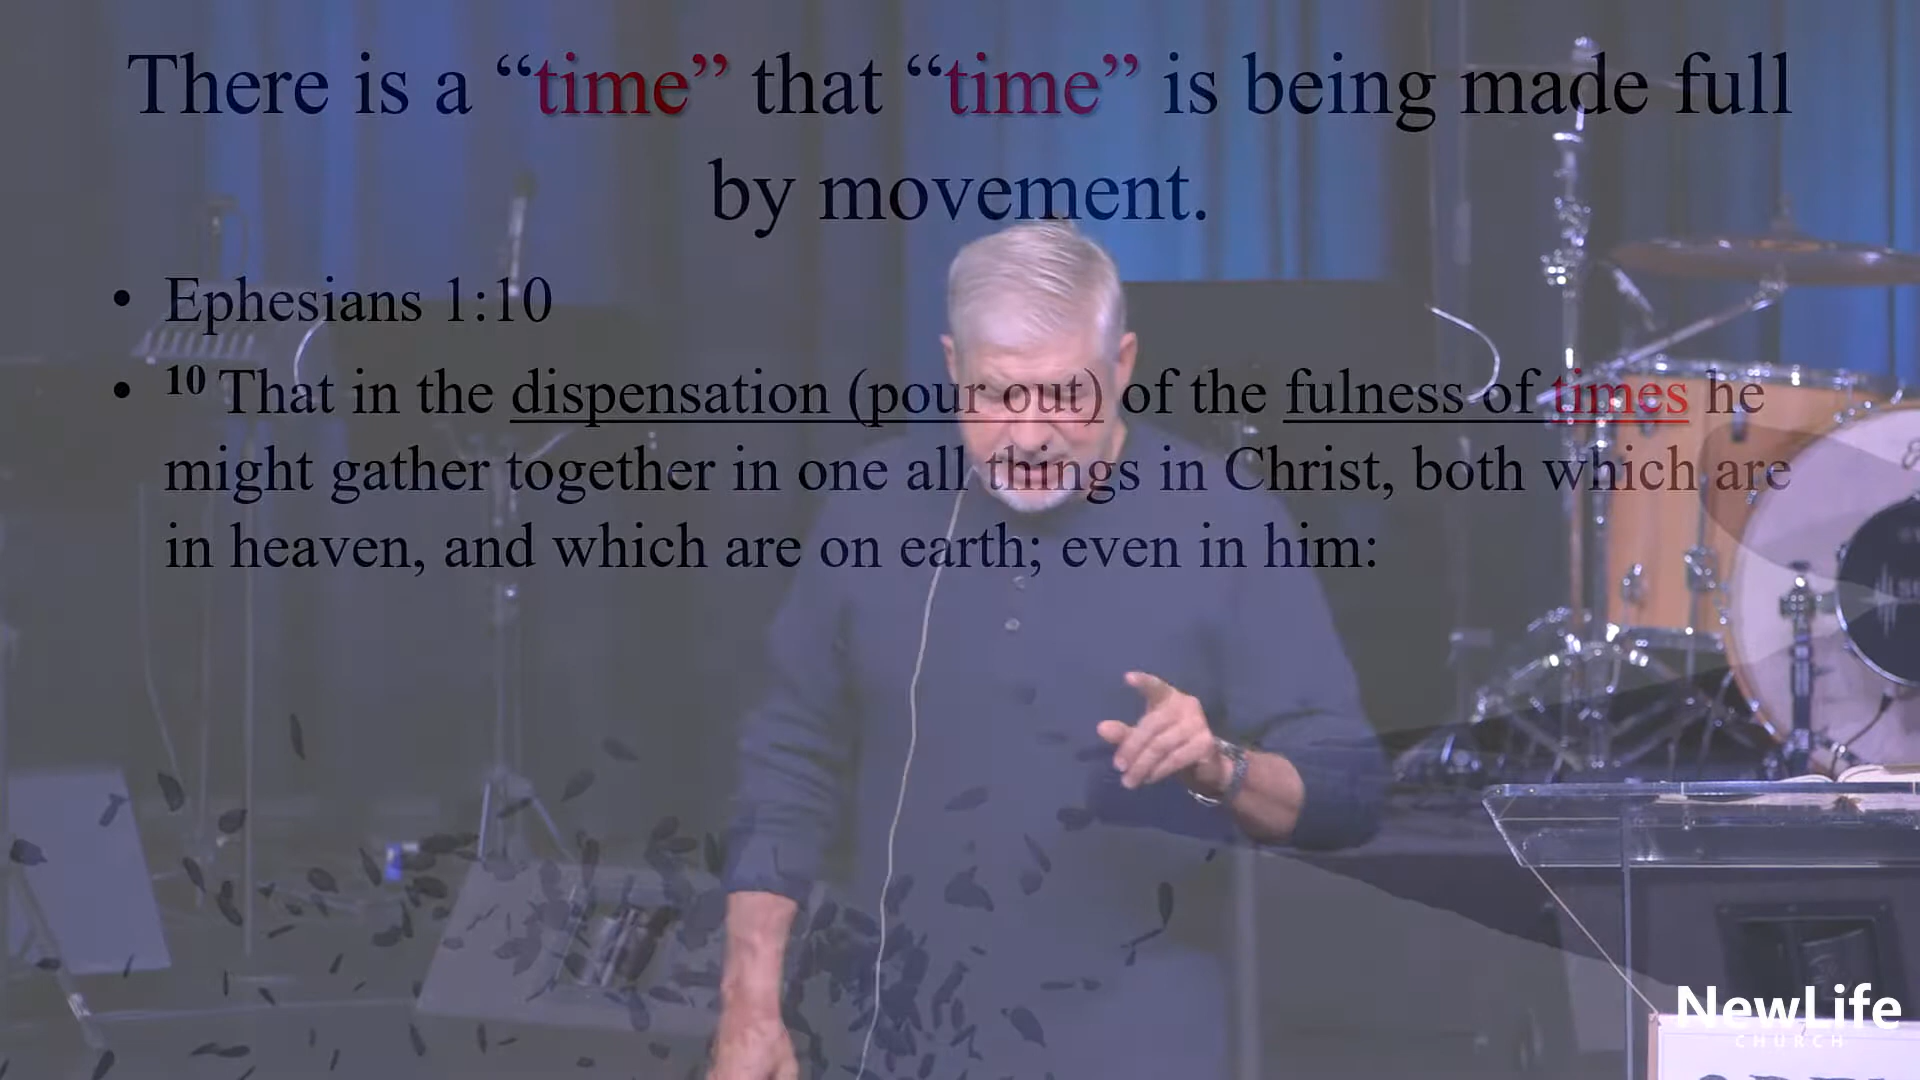 There is a “time” that “time” is being made full
by movement.
• Ephesians 1:10
• 10 That in the dispensation (pour out) of the fulness of times he
might gather together in one all things in Christ, both which are
in heaven, and which are on earth; even in him:
NewLife
CHURCH